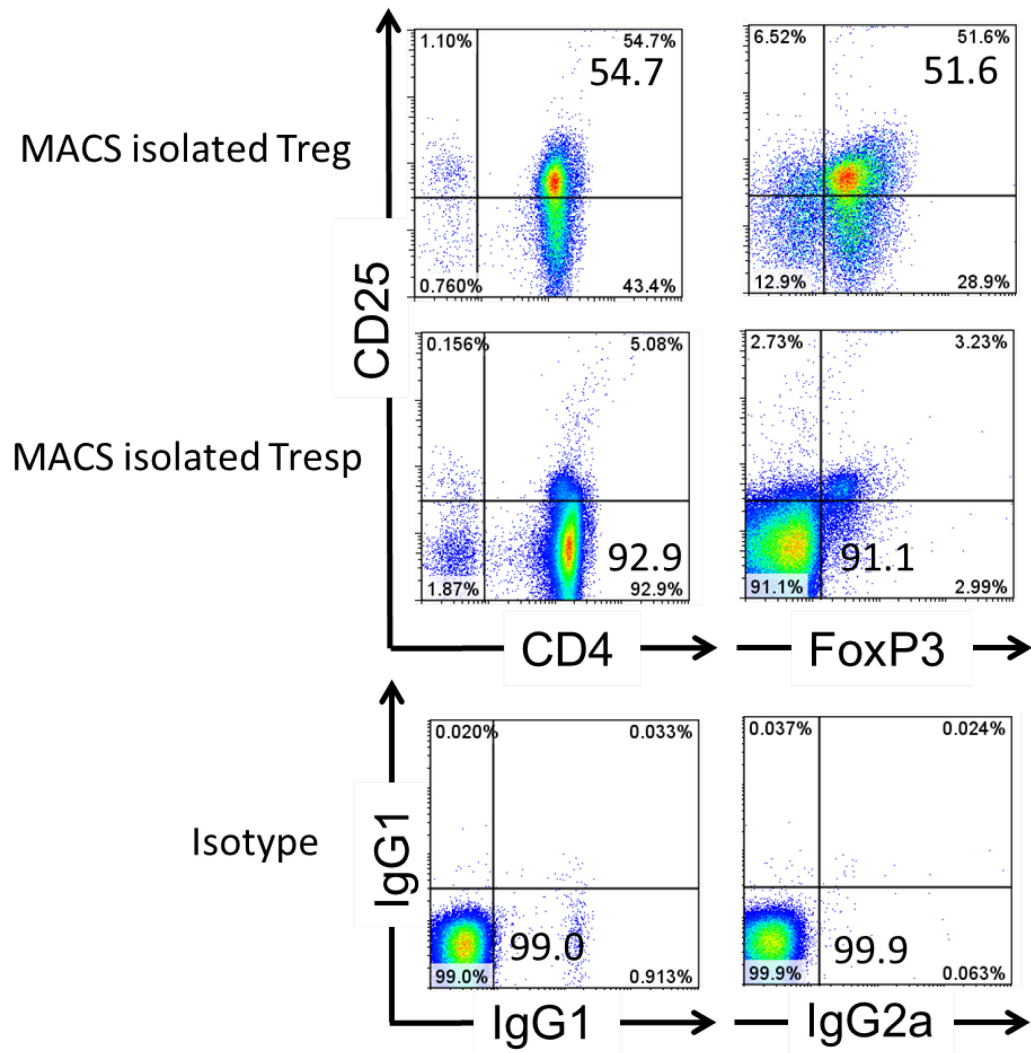 1.10% 54.7%
54.7
0.760% 43.4%
6.52% 51.6%
51.6
12.9% 28.9%
MACS isolated Treg
CD25
0.156% 5.08%
92.9
1.87% 92.9%
2.73% 3.23%
91.1
91.1% 2.99%
MACS isolated Tresp
CD4
FoxP3
0.020% 0.033%
99.0
99.0% 0.913%
0.037% 0.024%
99.9
99.9% 0.063%
Isotype
IgG1
IgG1
IgG2a